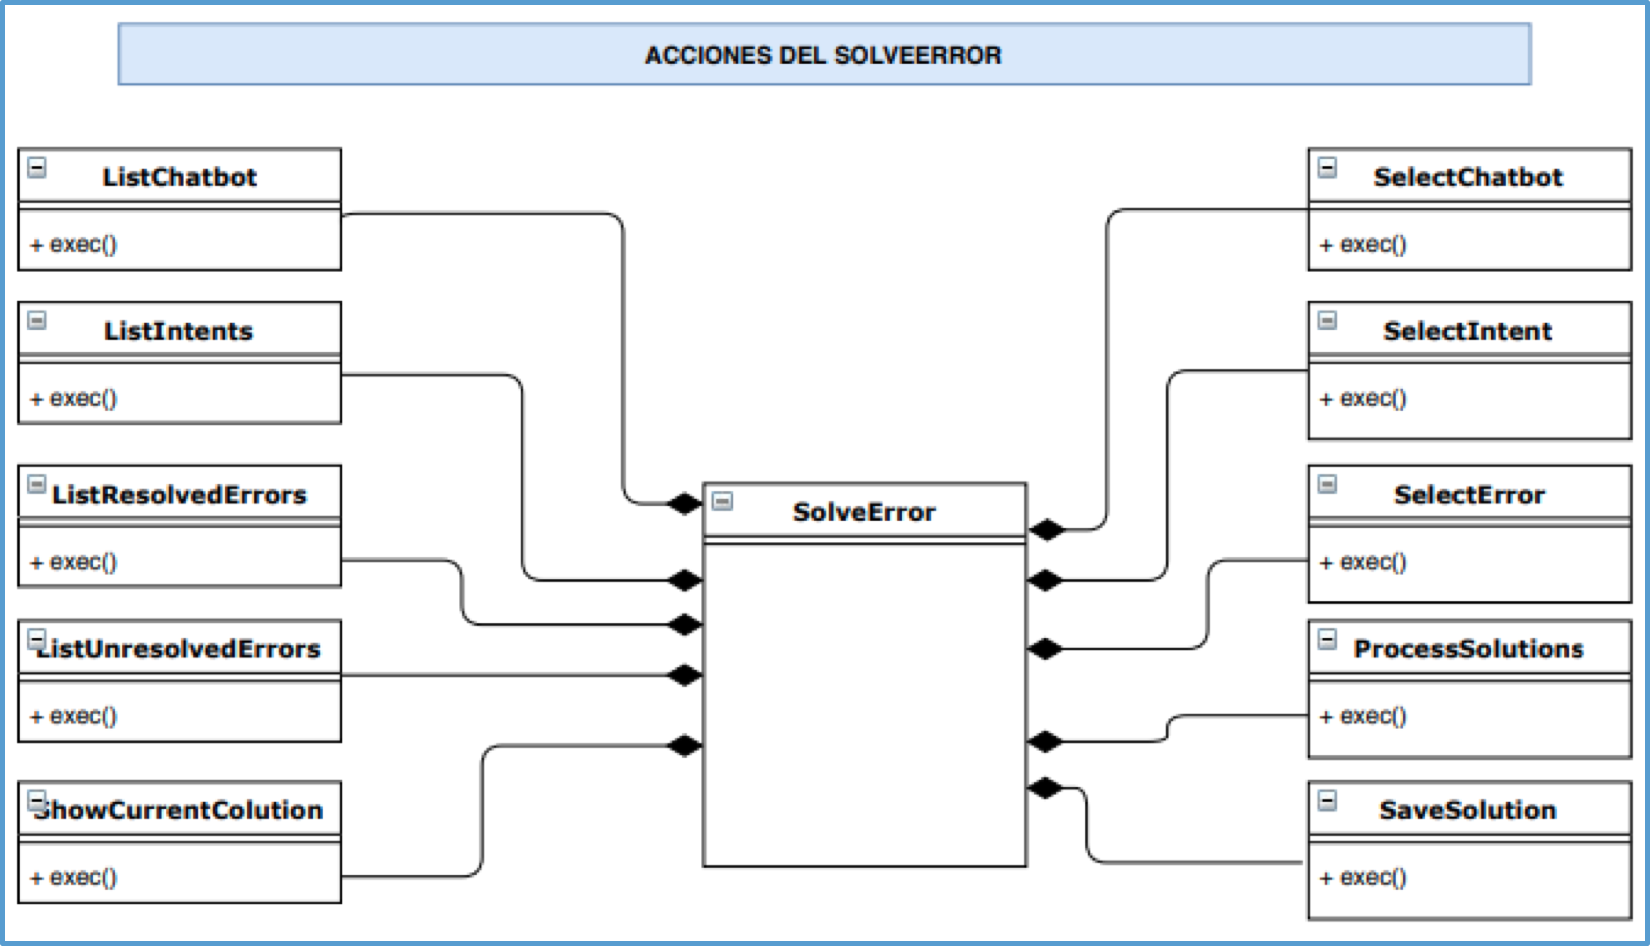 ACCIONES DEL SOLVEERROR
ListChatbot
+ exec()
ListIntents
+ exec()
ListResolvedErrors
+ exec()
ListUnresolvedErrors
+ exec()
ShowCurrentColution
+ exec()
SolveError
SelectChatbot
+ exec()
SelectIntent
+ exec()
SelectError
+ exec()
ProcessSolutions
+ exec()
SaveSolution
+ exec()